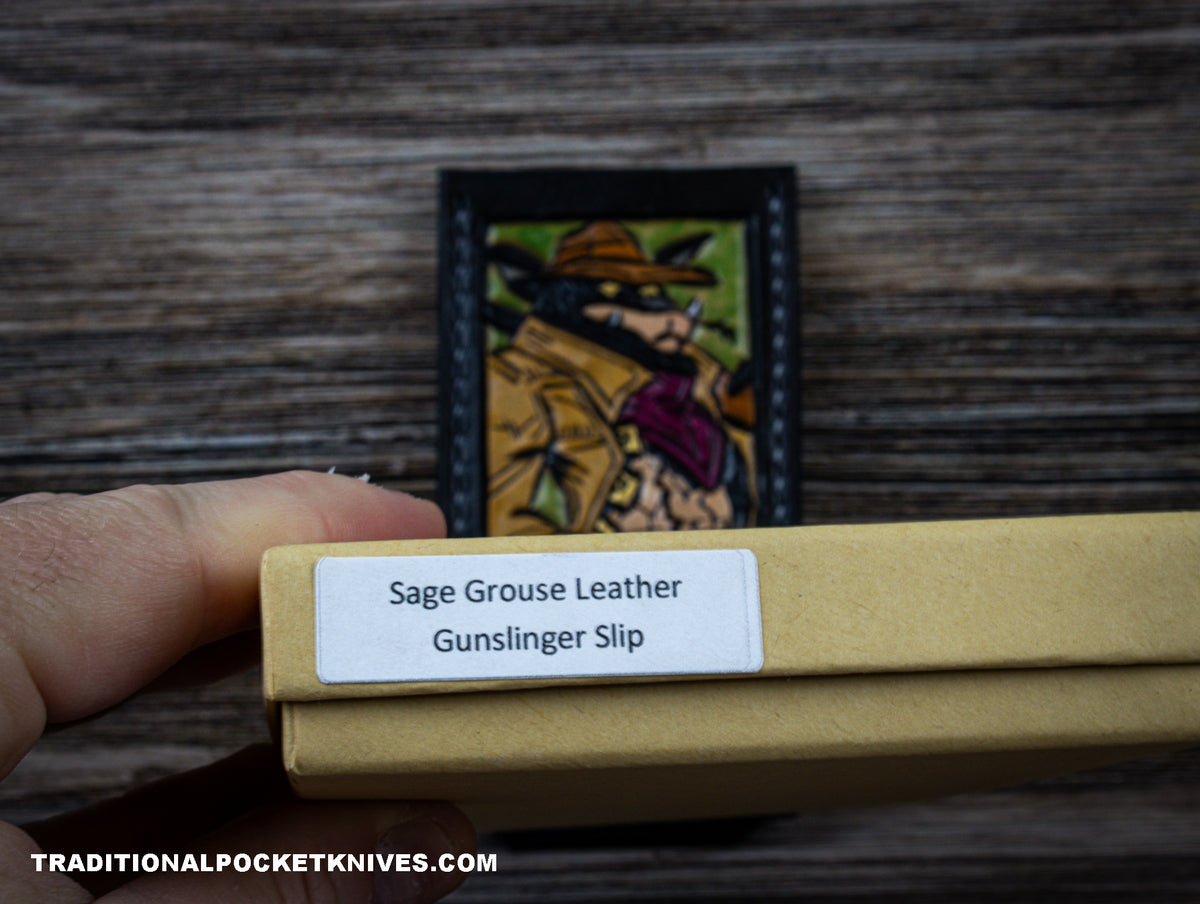 Sage Grouse Leather
Gunslinger Slip
TRADITIONALPOCKETKNIVES.COM